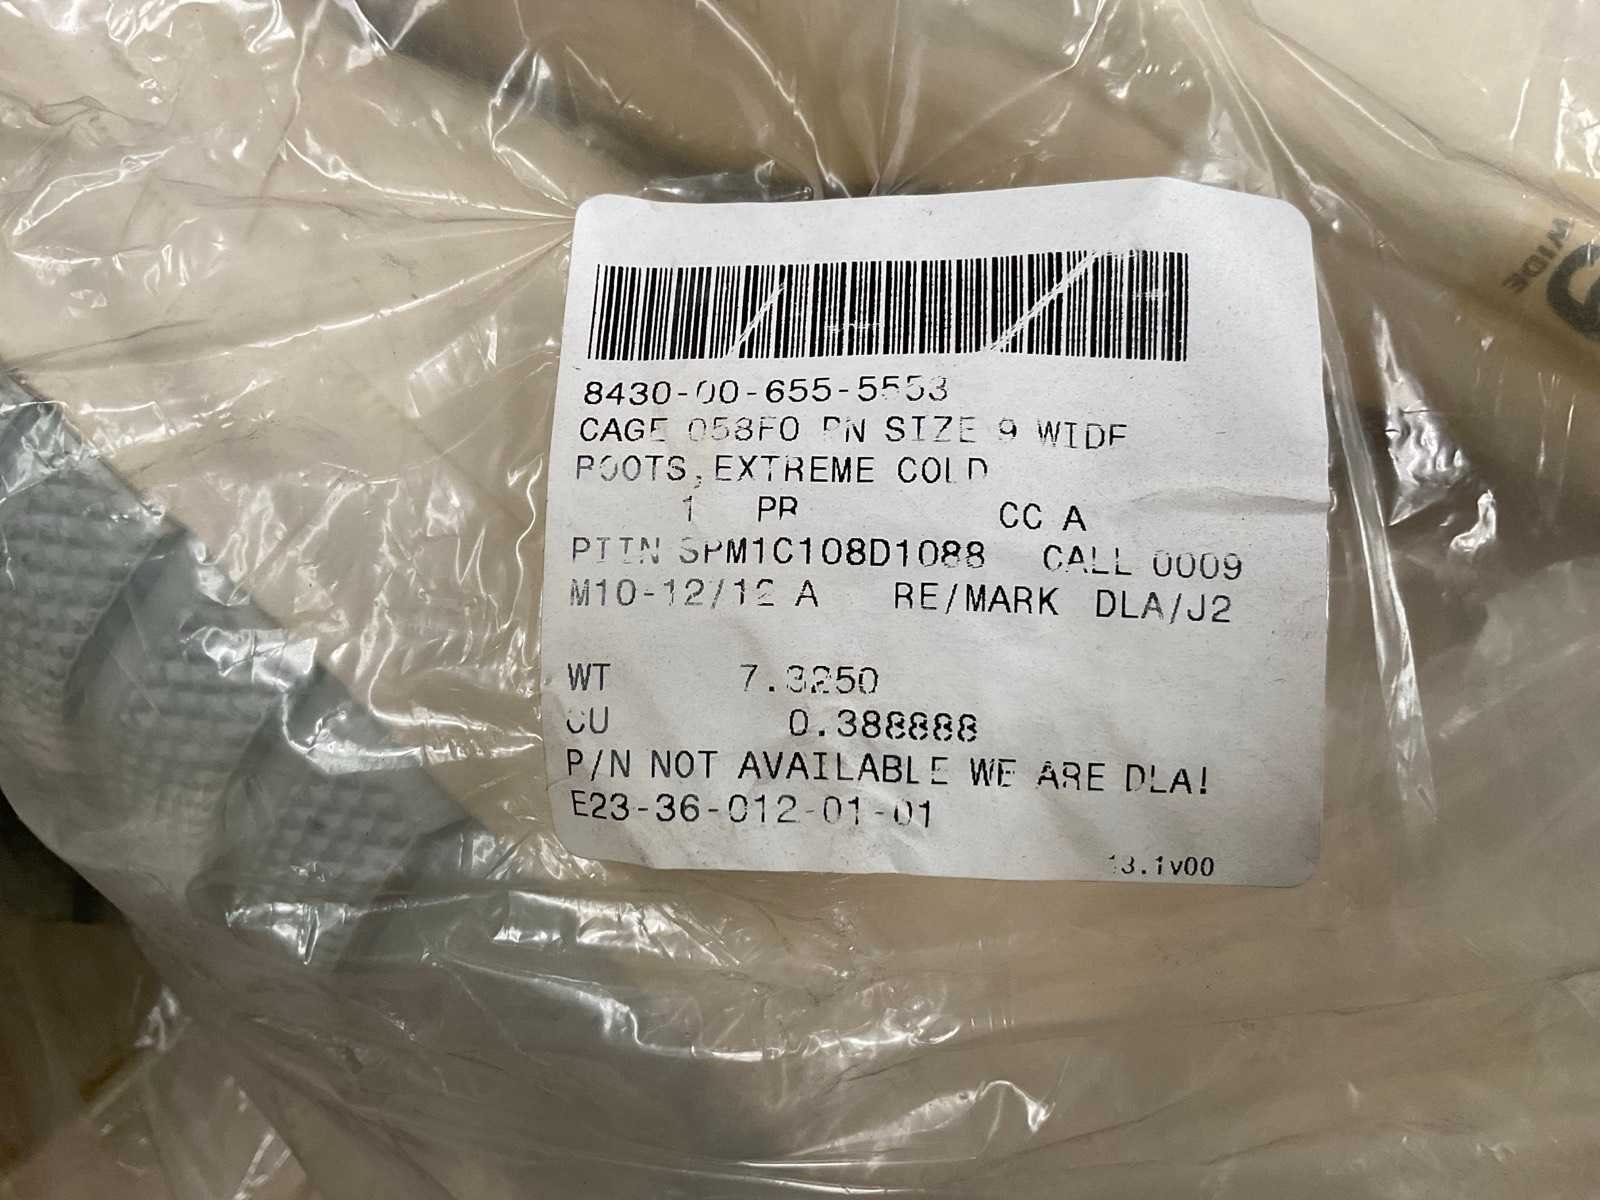 8430-00-655-5553
CAGE 058F0 PN SIZE 9 WIDE
BOOTS, EXTREME COLD
1 PR CC A
PIIN SPM1C108D1088 CALL 0009
M10-12/12 A RE/MARK DLA/J2
WT 7.3250
CU 0.388888
P/N NOT AVAILABLE WE ARE DLA!
E23-36-012-01-01
13.1v00
WIDE
9